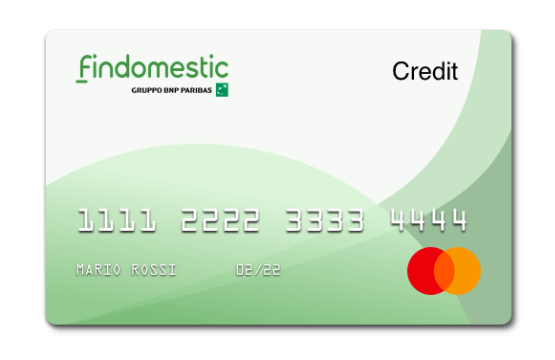 findomestic
Credit
GRUPPO BNP PARIBAS
1111 2222 3333 4444
MARIO ROSSI 02/22